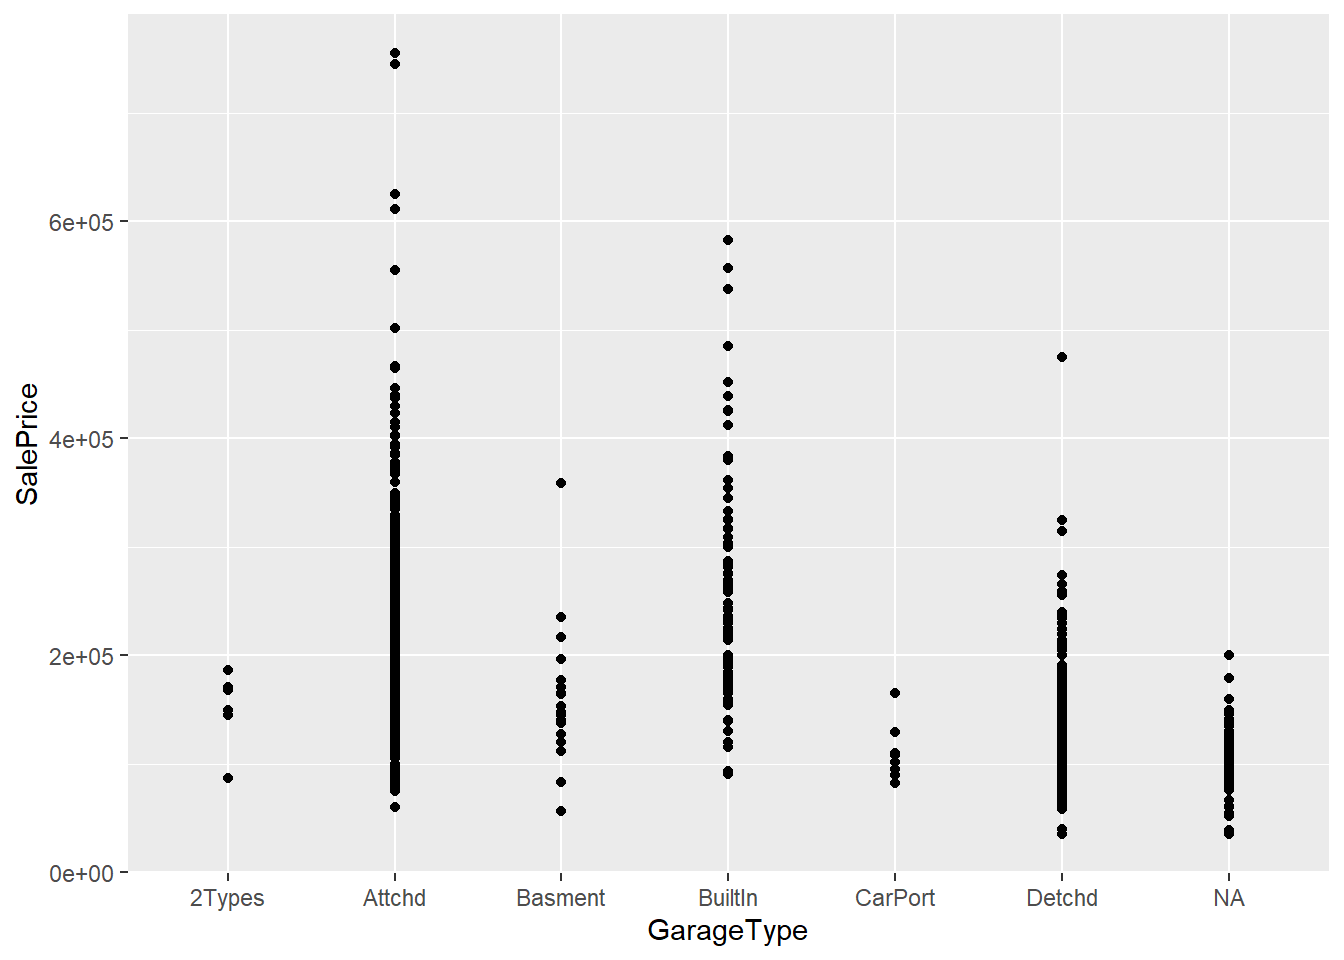 6e+05
4e+05
2e+05
0e+00
SalePrice
2Types Attchd Basment BuiltIn CarPort Detchd NA
GarageType